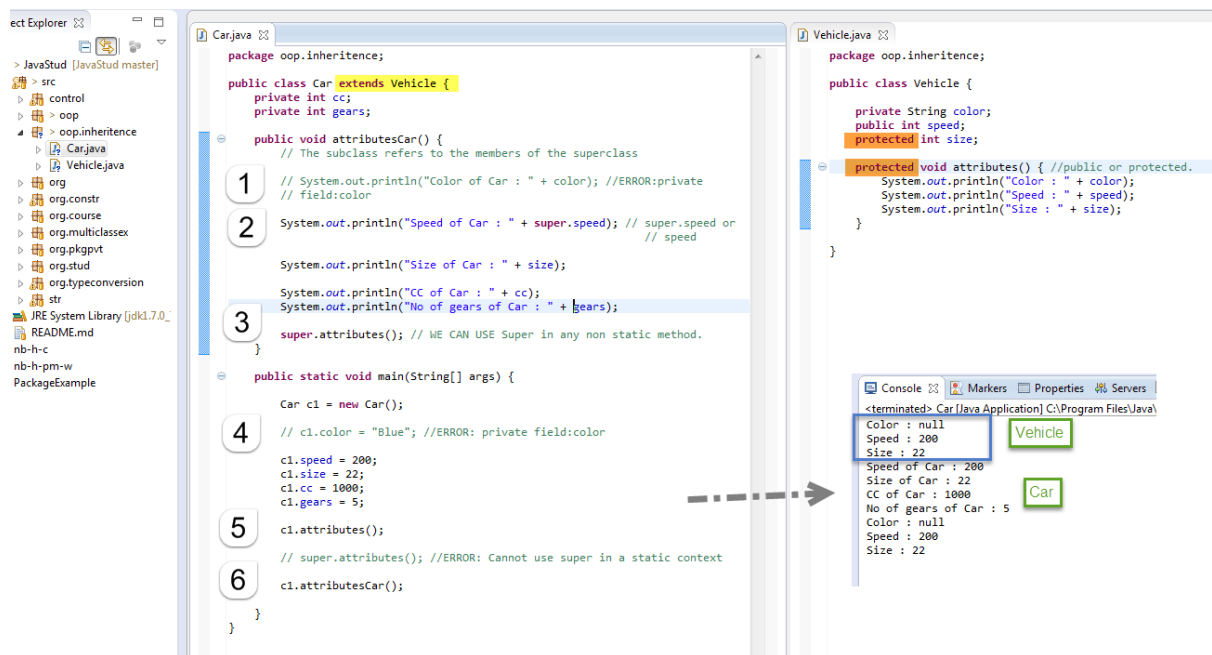 ect Explorer
> JavaStud [JavaStud master]
> src
control
> oop
> oop.inheritence
Car.java
Vehicle.java
org
org.constr
org.course
org.multiclassex
org.pkgpvt
org.stud
org.typeconversion
str
JRE System Library [jdk1.7.0_
README.md
nb-h-c
nb-h-pm-w
PackageExample
Car.java
package oop.inheritence;
public class Car extends Vehicle {
private int cc;
private int gears;
public void attributesCar() {
// The subclass refers to the members of the superclass
1
// System.out.println("Color of Car : " + color); //ERROR:private
// field:color
2
System.out.println("Speed of Car : " + super.speed); // super.speed or
// speed
System.out.println("Size of Car : " + size);
System.out.println("CC of Car : " + cc);
System.out.println("No of gears of Car : " + gears);
3
super.attributes(); // WE CAN USE Super in any non static method.
}
public static void main(String[] args) {
Car c1 = new Car();
4
// c1.color = "Blue"; //ERROR: private field:color
c1.speed = 200;
c1.size = 22;
c1.cc = 1000;
c1.gears = 5;
5
c1.attributes();
// super.attributes(); //ERROR: Cannot use super in a static context
6
c1.attributesCar();
}
}
Vehicle.java
package oop.inheritence;
public class Vehicle {
private String color;
public int speed;
protected int size;
protected void attributes() { //public or protected.
System.out.println("Color : " + color);
System.out.println("Speed : " + speed);
System.out.println("Size : " + size);
}
}
Console Markers Properties Servers
<terminated> Car [Java Application] C:\Program Files\Java\
Color : null
Speed : 200
Size : 22
Vehicle
Speed of Car : 200
Size of Car : 22
CC of Car : 1000
No of gears of Car : 5
Car
Color : null
Speed : 200
Size : 22